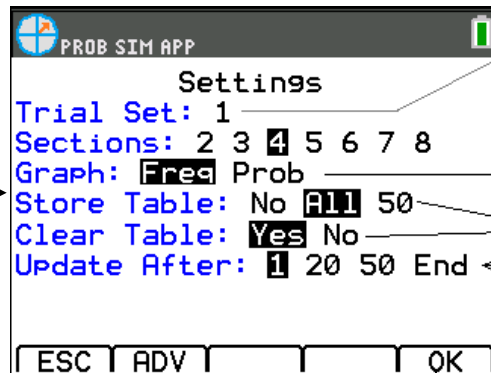 PROB SIM APP
Settings
Trial Set: 1
Sections: 2 3 4 5 6 7 8
Graph: Freq Prob
Store Table: No All 50
Clear Table: Yes No
Update After: 1 20 50 End
ESC ADV OK